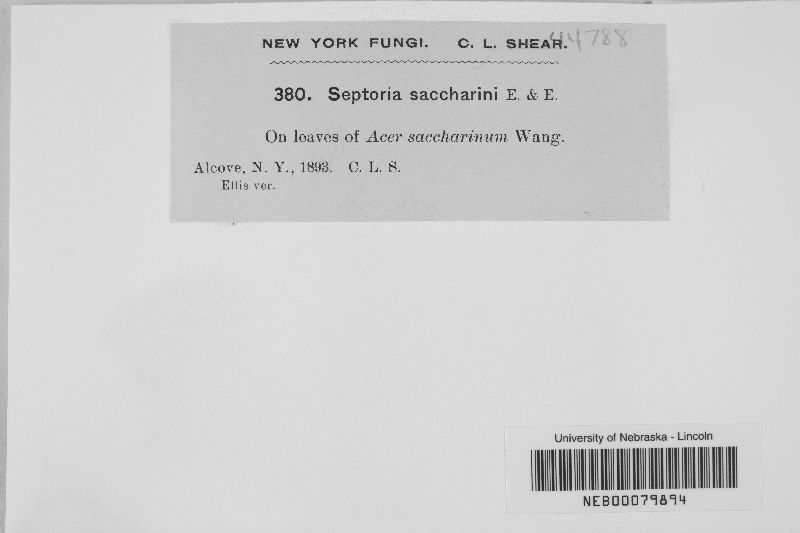 NEW YORK FUNGI. C. L. SHEAR. 44788
380. Septoria saccharini E. & E.
On leaves of Acer saccharinum Wang.
Alcove, N. Y., 1893. C. L. S.
Ellis ver.
University of Nebraska - Lincoln
NEB00079894